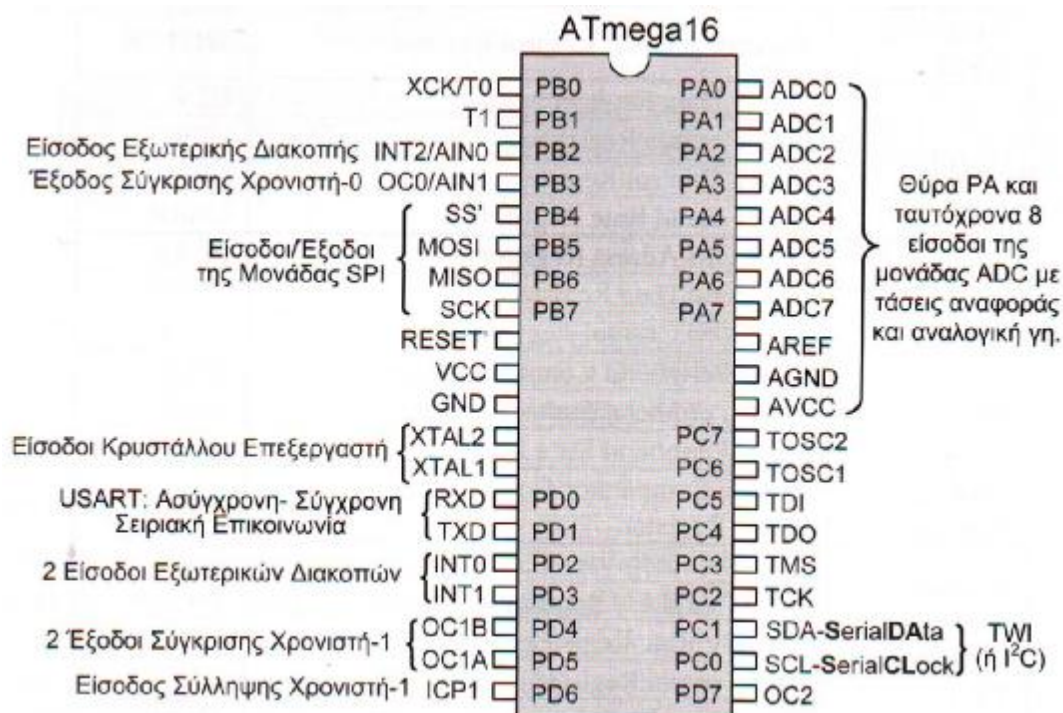 ATmega16
XCK/T0 PB0 PA0 ADC0
T1 PB1 PA1 ADC1
Είσοδος Εξωτερικής Διακοπής INT2/AIN0 PB2 PA2 ADC2
Έξοδος Σύγκρισης Χρονιστή-0 OC0/AIN1 PB3 PA3 ADC3
SS' PB4 PA4 ADC4
MOSI PB5 PA5 ADC5
MISO PB6 PA6 ADC6
SCK PB7 PA7 ADC7
Είσοδοι/Έξοδοι
της Μονάδας SPI
Θύρα PA και
ταυτόχρονα 8
είσοδοι της
μονάδας ADC με
τάσεις αναφοράς
και αναλογική γη.
RESET' AREF
VCC AGND
GND AVCC
Είσοδοι Κρυστάλλου Επεξεργαστή
XTAL2 PC7 TOSC2
XTAL1 PC6 TOSC1
USART: Ασύγχρονη- Σύγχρονη
Σειριακή Επικοινωνία
RXD PD0 PC5 TDI
TXD PD1 PC4 TDO
2 Είσοδοι Εξωτερικών Διακοπών
INT0 PD2 PC3 TMS
INT1 PD3 PC2 TCK
2 Έξοδοι Σύγκρισης Χρονιστή-1
OC1B PD4 PC1 SDA-SerialDAta
OC1A PD5 PC0 SCL-SerialCLock
TWI
(ή I²C)
Είσοδος Σύλληψης Χρονιστή-1 ICP1 PD6 PD7 OC2